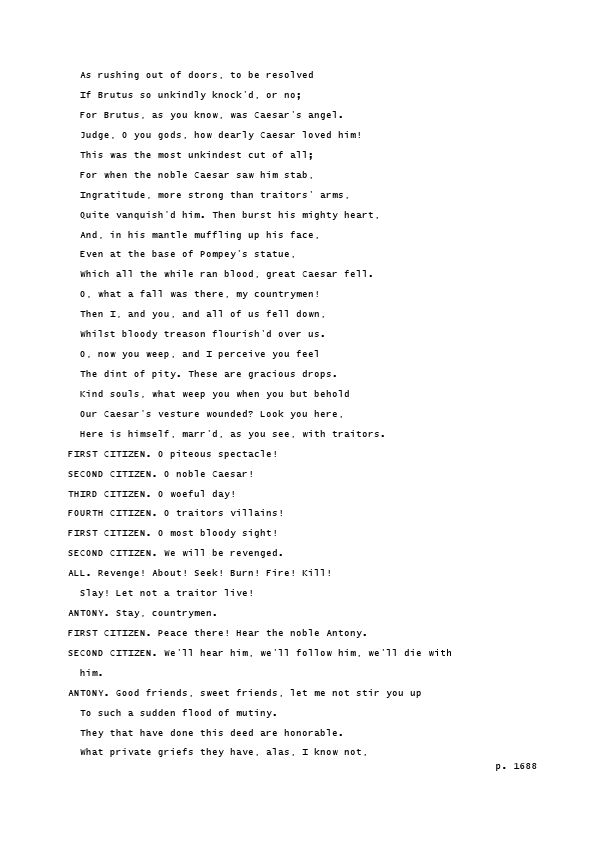 As rushing out of doors, to be resolved
If Brutus so unkindly knock'd, or no;
For Brutus, as you know, was Caesar's angel.
Judge, O you gods, how dearly Caesar loved him!
This was the most unkindest cut of all;
For when the noble Caesar saw him stab,
Ingratitude, more strong than traitors' arms,
Quite vanquish'd him. Then burst his mighty heart,
And, in his mantle muffling up his face,
Even at the base of Pompey's statue,
Which all the while ran blood, great Caesar fell.
O, what a fall was there, my countrymen!
Then I, and you, and all of us fell down,
Whilst bloody treason flourish'd over us.
O, now you weep, and I perceive you feel
The dint of pity. These are gracious drops.
Kind souls, what weep you when you but behold
Our Caesar's vesture wounded? Look you here,
Here is himself, marr'd, as you see, with traitors.
FIRST CITIZEN. O piteous spectacle!
SECOND CITIZEN. O noble Caesar!
THIRD CITIZEN. O woeful day!
FOURTH CITIZEN. O traitors villains!
FIRST CITIZEN. O most bloody sight!
SECOND CITIZEN. We will be revenged.
ALL. Revenge! About! Seek! Burn! Fire! Kill!
Slay! Let not a traitor live!
ANTONY. Stay, countrymen.
FIRST CITIZEN. Peace there! Hear the noble Antony.
SECOND CITIZEN. We'll hear him, we'll follow him, we'll die with
him.
ANTONY. Good friends, sweet friends, let me not stir you up
To such a sudden flood of mutiny.
They that have done this deed are honorable.
What private griefs they have, alas, I know not,
p. 1688